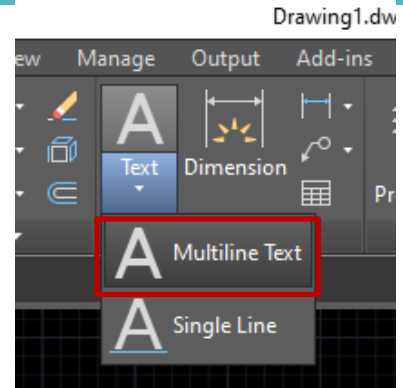 Drawing1.dw
ew Manage Output Add-ins
Text Dimension
Pr
Multiline Text
Single Line